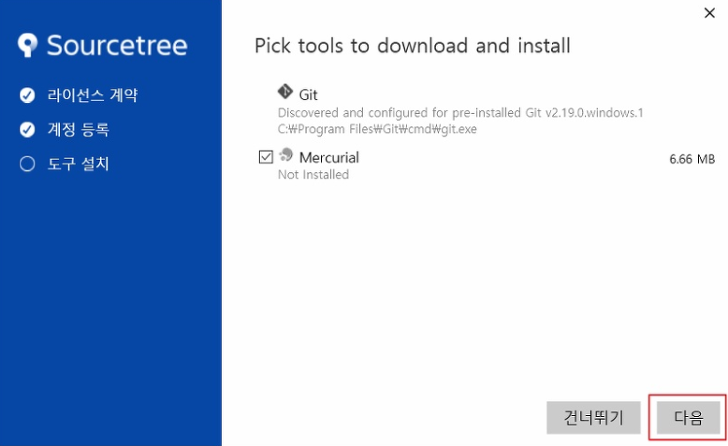 Sourcetree
라이선스 계약
계정 등록
도구 설치
Pick tools to download and install
Git
Discovered and configured for pre-installed Git v2.19.0.windows.1
C:₩Program Files₩Git₩cmd₩git.exe
Mercurial 6.66 MB
Not Installed
건너뛰기 다음